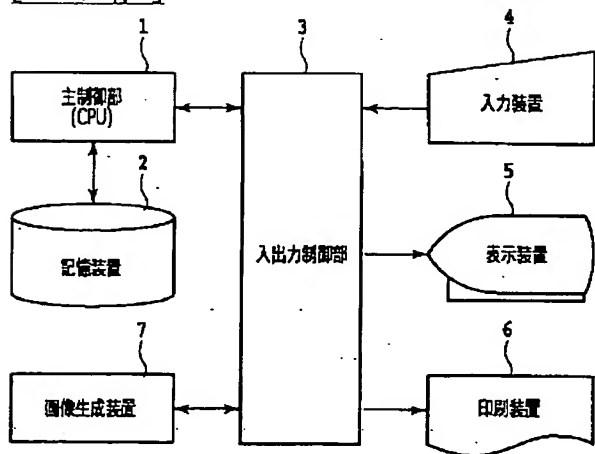 1
3
4
主制御部
(CPU)
入力装置
2
5
記憶装置
入出力制御部
表示装置
7
6
画像生成装置
印刷装置